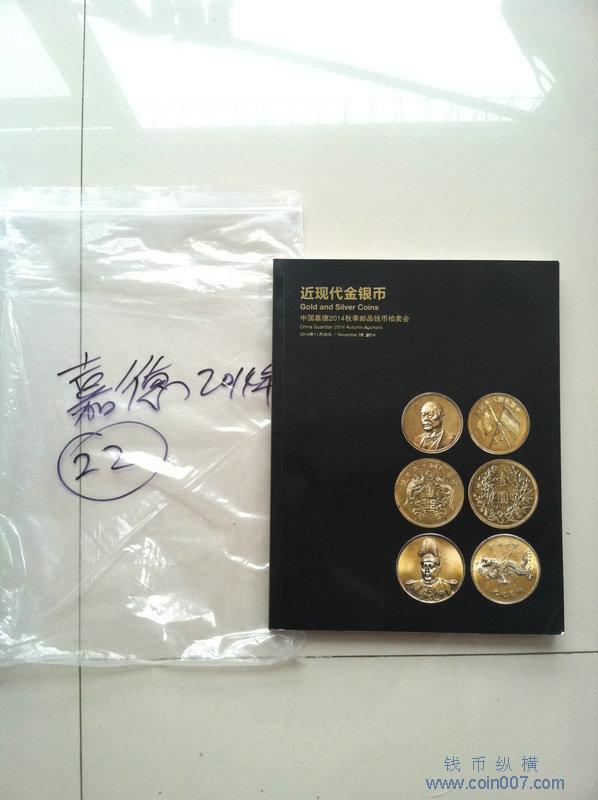 近现代金银币
Gold and Silver Coins
中国嘉德2014秋季邮品钱币拍卖会
China Guardian 2014 Autumn Auctions
2014年11月26日 / November 26 2014
嘉德 2014年
22
壹圆
钱币纵横
www.coin007.com